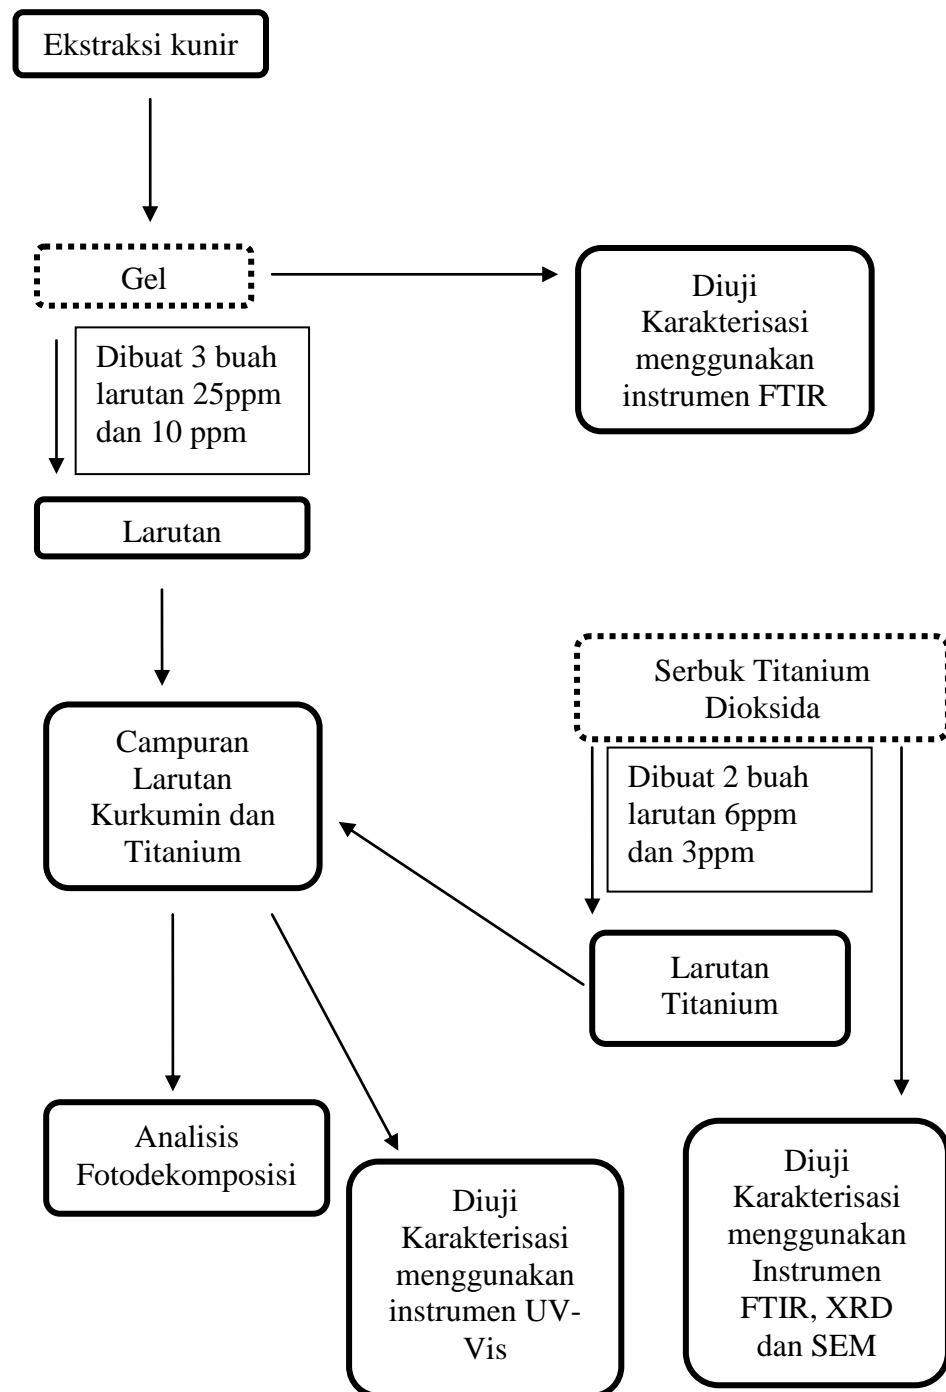 Ekstraksi kunir
Gel
Diuji
Karakterisasi
menggunakan
instrumen FTIR
Dibuat 3 buah
larutan 25ppm
dan 10 ppm
Larutan
Serbuk Titanium
Dioksida
Campuran
Larutan
Kurkumin dan
Titanium
Dibuat 2 buah
larutan 6ppm
dan 3ppm
Larutan
Titanium
Analisis
Fotodekomposisi
Diuji
Karakterisasi
menggunakan
instrumen UV-
Vis
Diuji
Karakterisasi
menggunakan
Instrumen
FTIR, XRD
dan SEM